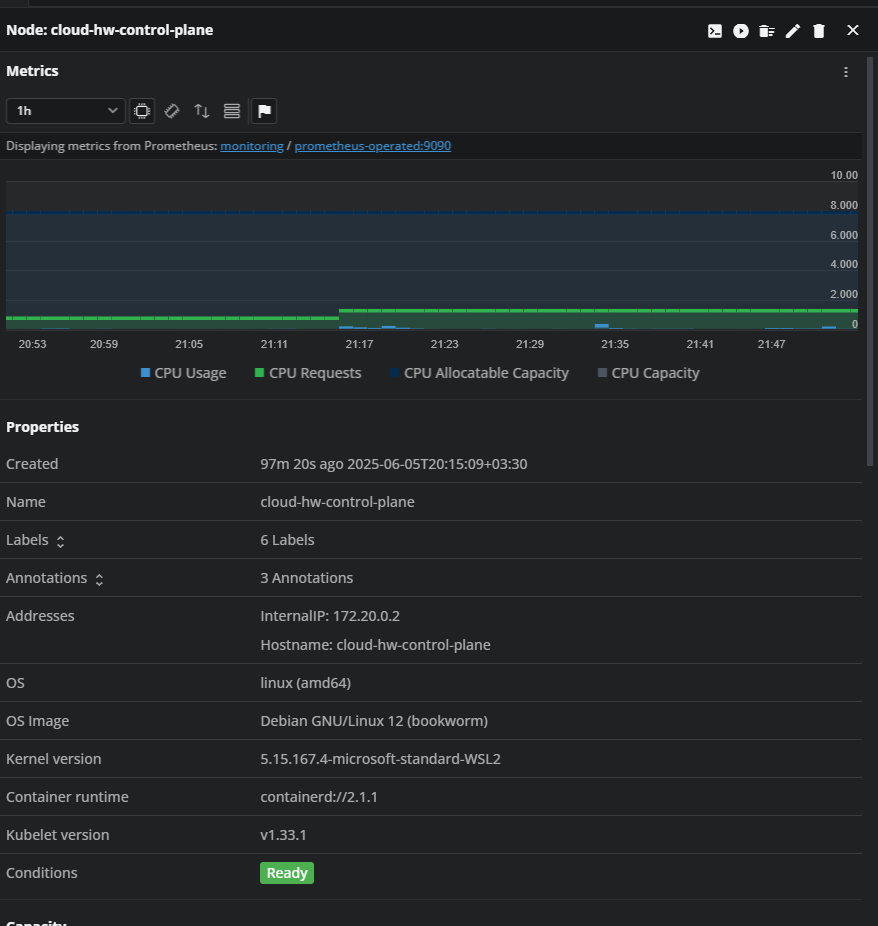 Node: cloud-hw-control-plane
Metrics
1h
Displaying metrics from Prometheus: monitoring / prometheus-operated:9090
10.00
8.000
6.000
4.000
2.000
0
20:53 20:59 21:05 21:11 21:17 21:23 21:29 21:35 21:41 21:47
CPU Usage CPU Requests CPU Allocatable Capacity CPU Capacity
Properties
Created 97m 20s ago 2025-06-05T20:15:09+03:30
Name cloud-hw-control-plane
Labels 6 Labels
Annotations 3 Annotations
Addresses InternalIP: 172.20.0.2
Hostname: cloud-hw-control-plane
OS linux (amd64)
OS Image Debian GNU/Linux 12 (bookworm)
Kernel version 5.15.167.4-microsoft-standard-WSL2
Container runtime containerd://2.1.1
Kubelet version v1.33.1
Conditions Ready
Capacity